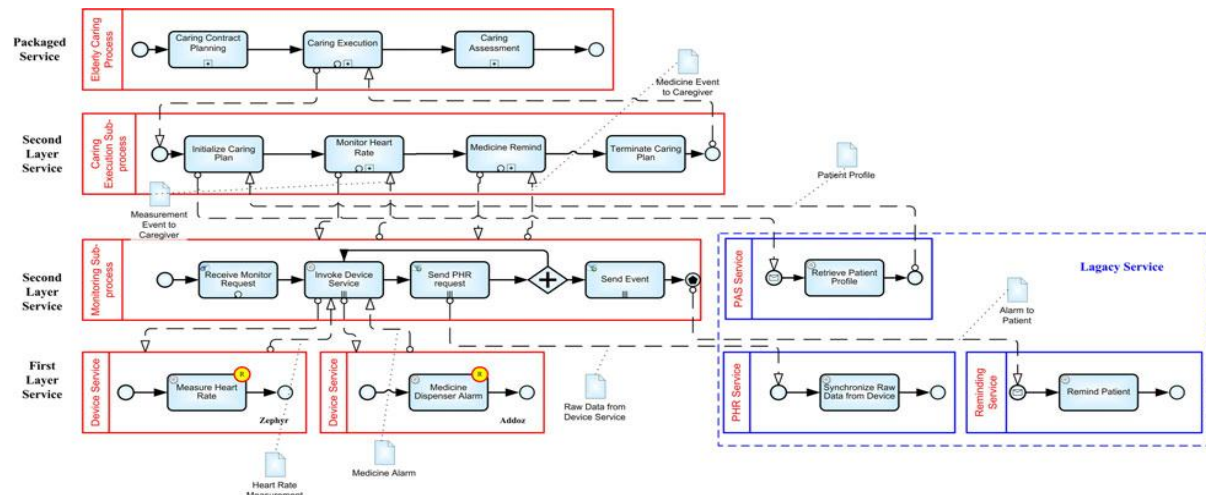 Packaged
Service
Elderly Caring
Process
Caring Contract
Planning
Caring Execution
Caring
Assessment
Medicine Event
to Caregiver
Second
Layer
Service
Caring
Execution Sub-
process
Initialize Caring
Plan
Monitor Heart
Rate
Medicine Remind
Terminate Caring
Plan
Patient Profile
Measurement
Event to
Caregiver
Second
Layer
Service
Monitoring Sub-
process
Receive Monitor
Request
Invoke Device
Service
Send PHR
request
Send Event
PAS Service
Retrieve Patient
Profile
Lagacy Service
Alarm to
Patient
First
Layer
Service
Device Service
Measure Heart
Rate
R
Zephyr
Device Service
Medicine
Dispenser Alarm
R
Addoz
Raw Data from
Device Service
PHR Service
Synchronize Raw
Data from Device
Reminding
Service
Remind Patient
Medicine Alarm
Heart Rate
Measurement